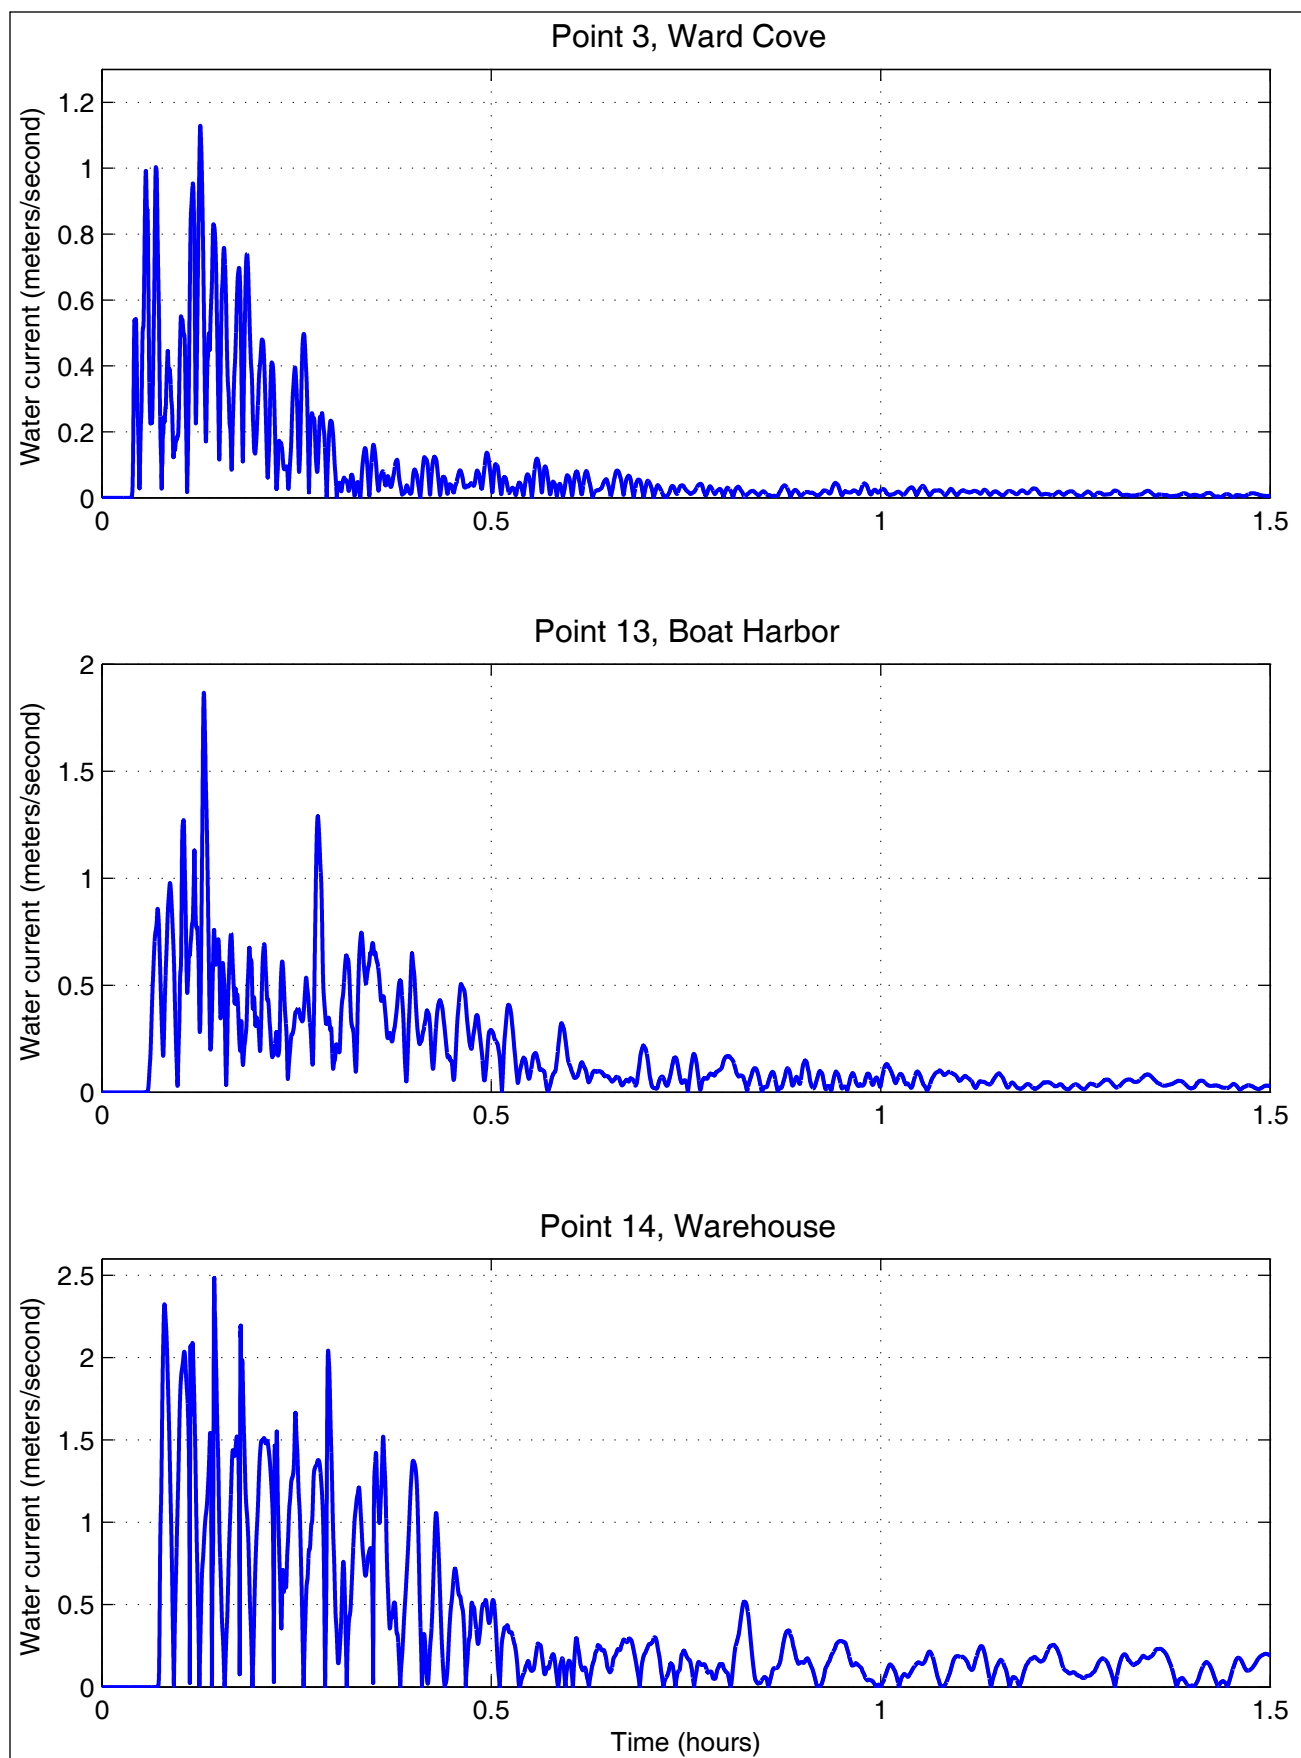 Point 3, Ward Cove
Water current (meters/second)
1.2
1
0.8
0.6
0.4
0.2
0
0 0.5 1 1.5
Point 13, Boat Harbor
Water current (meters/second)
2
1.5
1
0.5
0
0 0.5 1 1.5
Point 14, Warehouse
Water current (meters/second)
2.5
2
1.5
1
0.5
0
0 0.5 1 1.5
Time (hours)